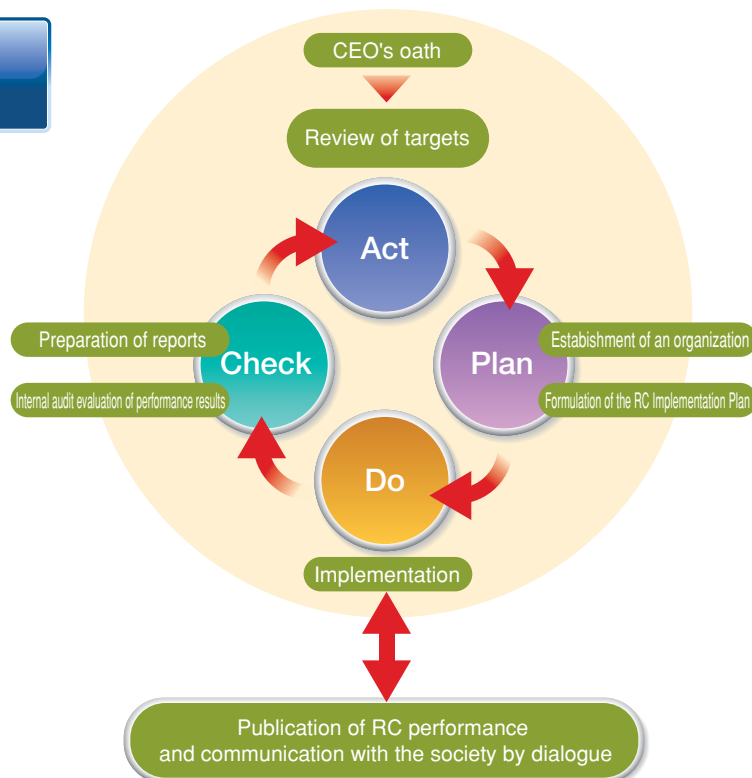 CEO's oath
Review of targets
Act
Preparation of reports
Check
Internal audit evaluation of performance results
Plan
Estabishment of an organization
Formulation of the RC Implementation Plan
Do
Implementation
Publication of RC performance
and communication with the society by dialogue